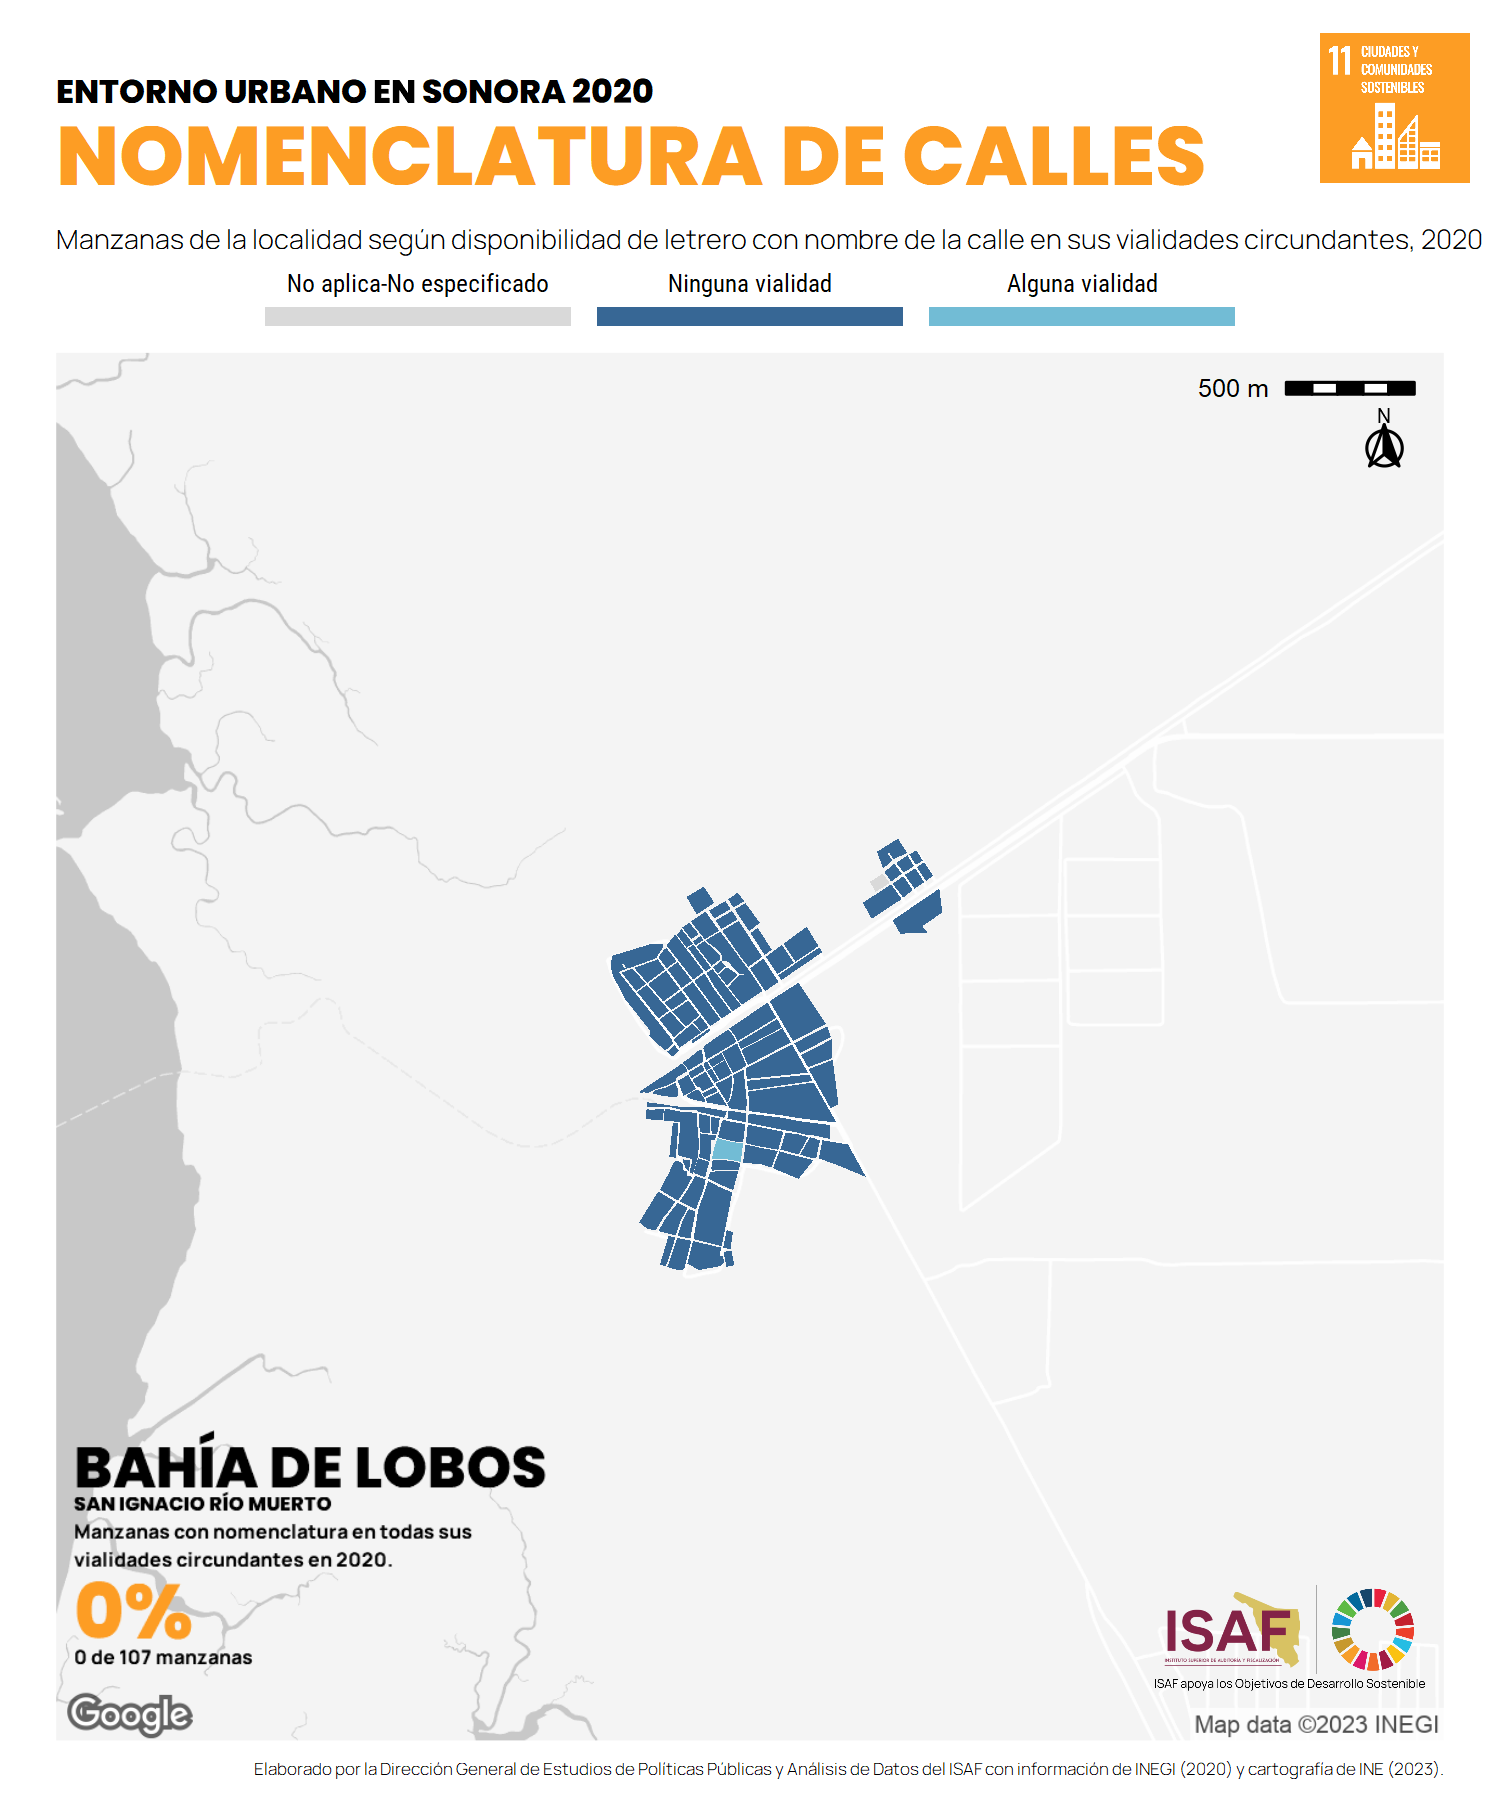 11 CIUDADES Y
COMUNIDADES
SOSTENIBLES
ENTORNO URBANO EN SONORA 2020
NOMENCLATURA DE CALLES
Manzanas de la localidad según disponibilidad de letrero con nombre de la calle en sus vialidades circundantes, 2020
No aplica-No especificado Ninguna vialidad Alguna vialidad
500 m
N
BAHÍA DE LOBOS
SAN IGNACIO RÍO MUERTO
Manzanas con nomenclatura en todas sus
vialidades circundantes en 2020.
0%
0 de 107 manzanas
ISAF
INSTITUTO SUPERIOR DE AUDITORÍA Y FISCALIZACIÓN
ISAF apoya los Objetivos de Desarrollo Sostenible
Google
Map data ©2023 INEGI
Elaborado por la Dirección General de Estudios de Políticas Públicas y Análisis de Datos del ISAF con información de INEGI (2020) y cartografía de INE (2023).